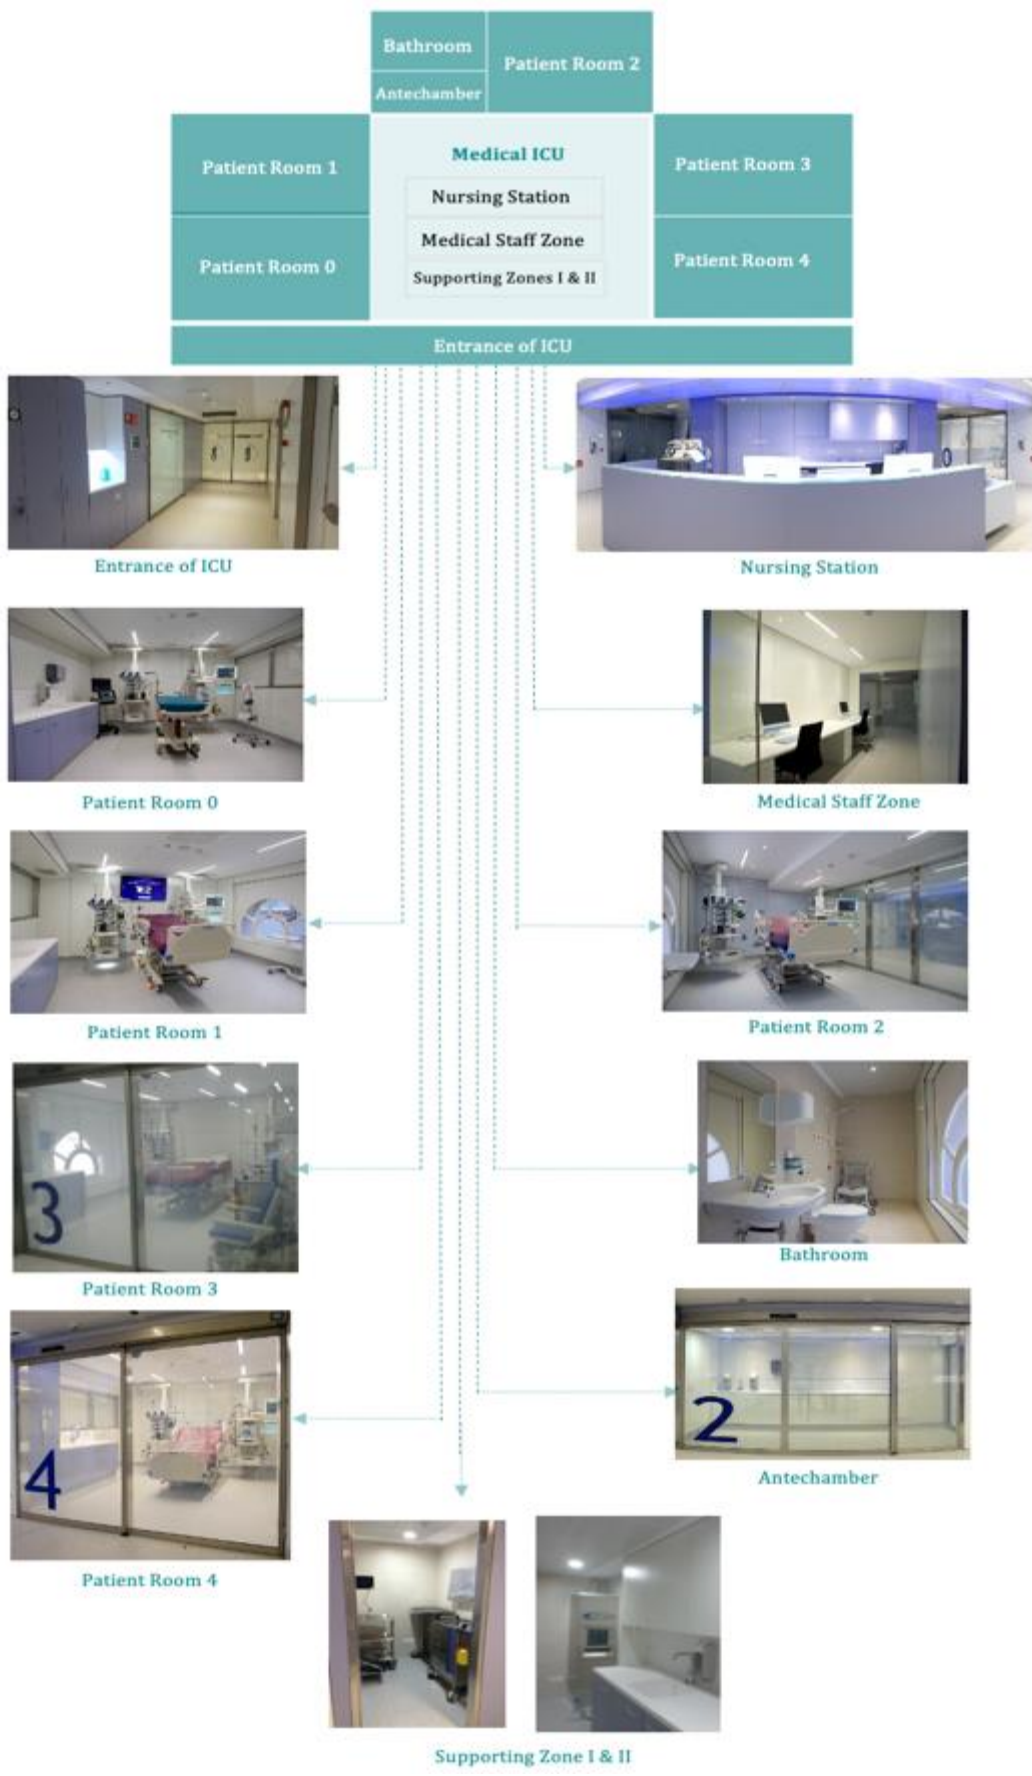 Bathroom
Patient Room 2
Antechamber
Patient Room 1
Medical ICU
Patient Room 3
Nursing Station
Medical Staff Zone
Patient Room 0
Patient Room 4
Supporting Zones I & II
Entrance of ICU
Entrance of ICU
0
Nursing Station
Patient Room 0
Medical Staff Zone
Patient Room 1
Patient Room 2
3
Patient Room 3
Bathroom
4
Patient Room 4
2
Antechamber
Supporting Zone I & II